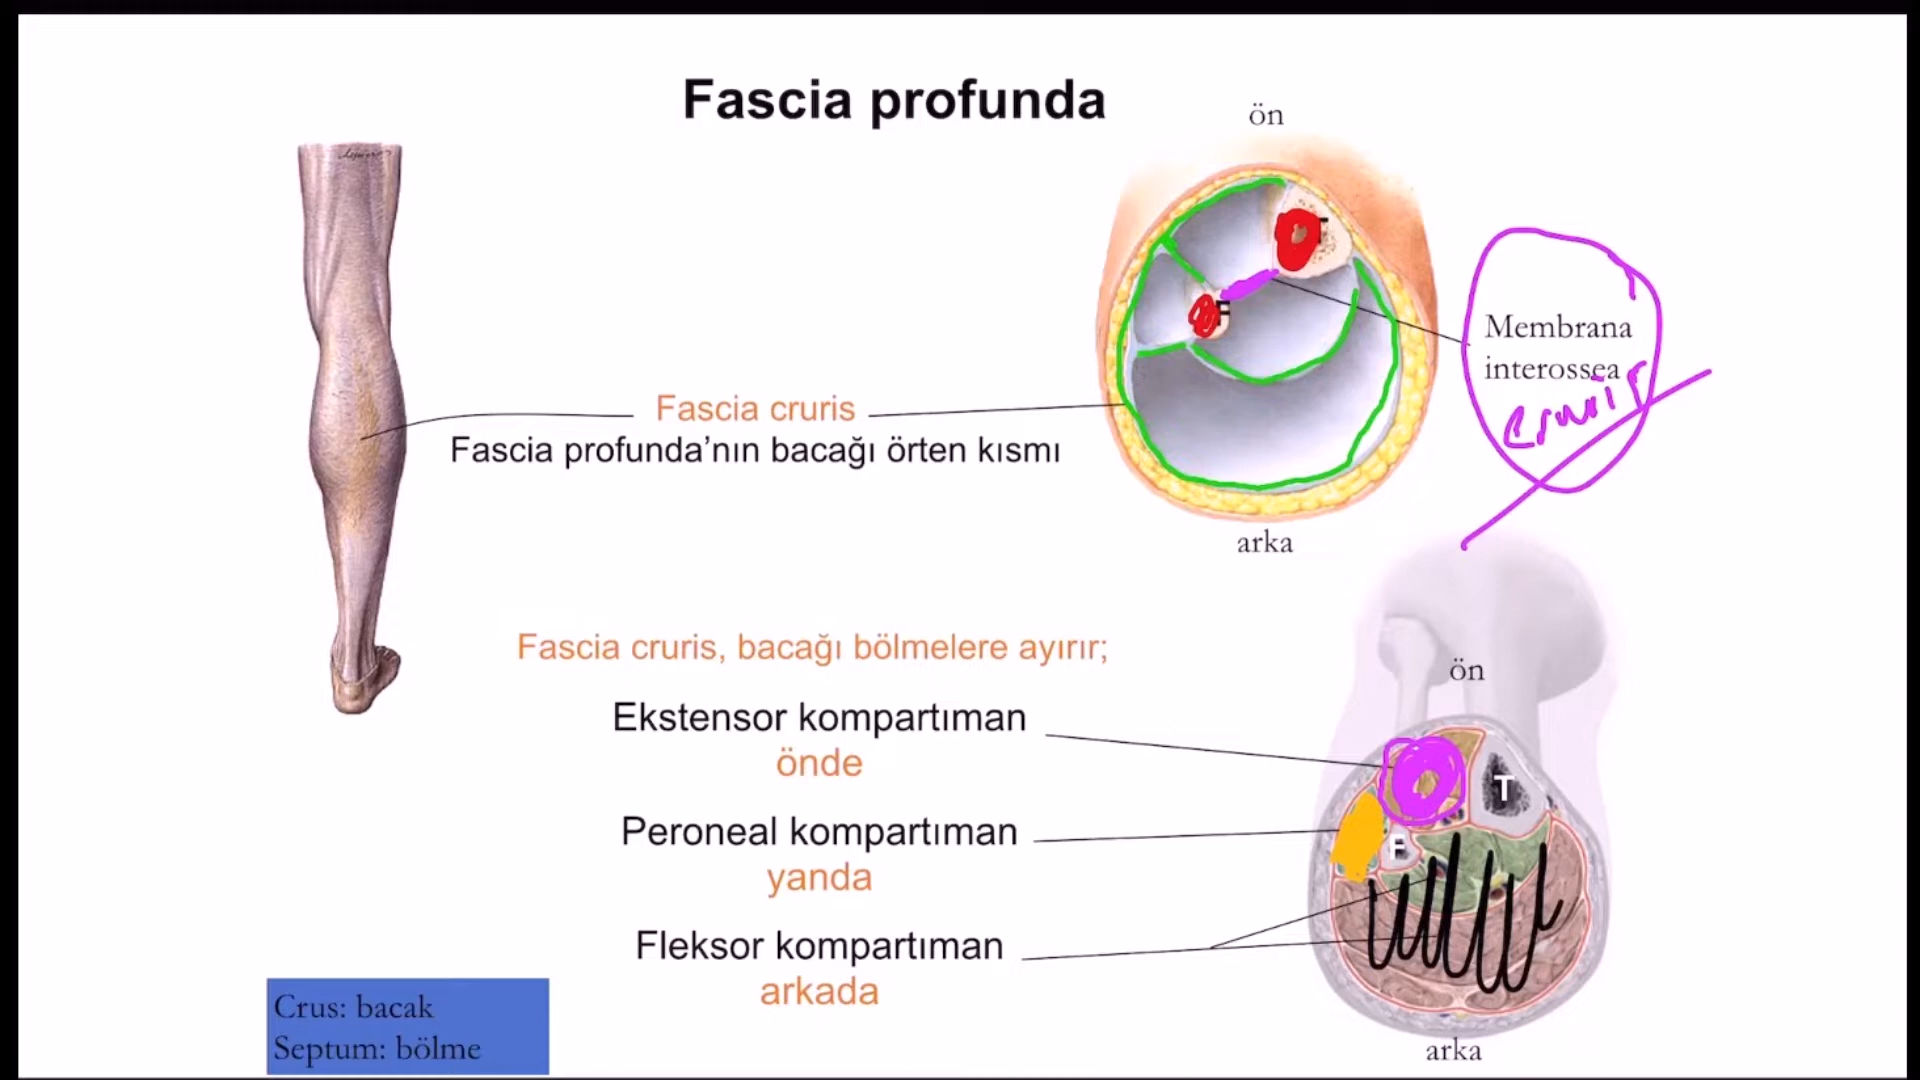 Fascia profunda
ön
T
F
Membrana
interossea
cruris
Fascia cruris
Fascia profunda’nın bacağı örten kısmı
arka
Fascia cruris, bacağı bölmelere ayırır;
ön
Ekstensor kompartıman
önde
T
Peroneal kompartıman
F
yanda
Fleksor kompartıman
arkada
Crus: bacak
Septum: bölme
arka